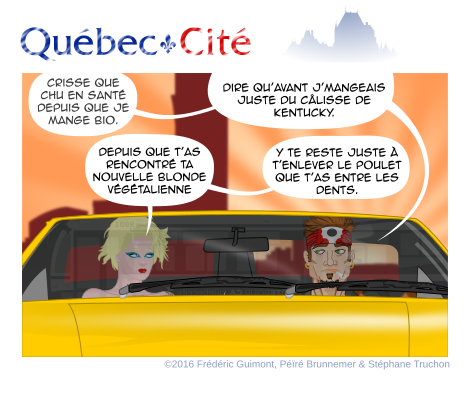 Québec Cité
CRISSE QUE
CHU EN SANTÉ
DEPUIS QUE JE
MANGE BIO.
DIRE QU'AVANT J'MANGEAIS
JUSTE DU CÂLISSE DE
KENTUCKY.
DEPUIS QUE T'AS
RENCONTRÉ TA
NOUVELLE BLONDE
VÉGÉTALIENNE
Y TE RESTE JUSTE À
T'ENLEVER LE POULET
QUE T'AS ENTRE LES
DENTS.
©2016 Frédéric Guimont, Péïré Brunnemer & Stéphane Truchon